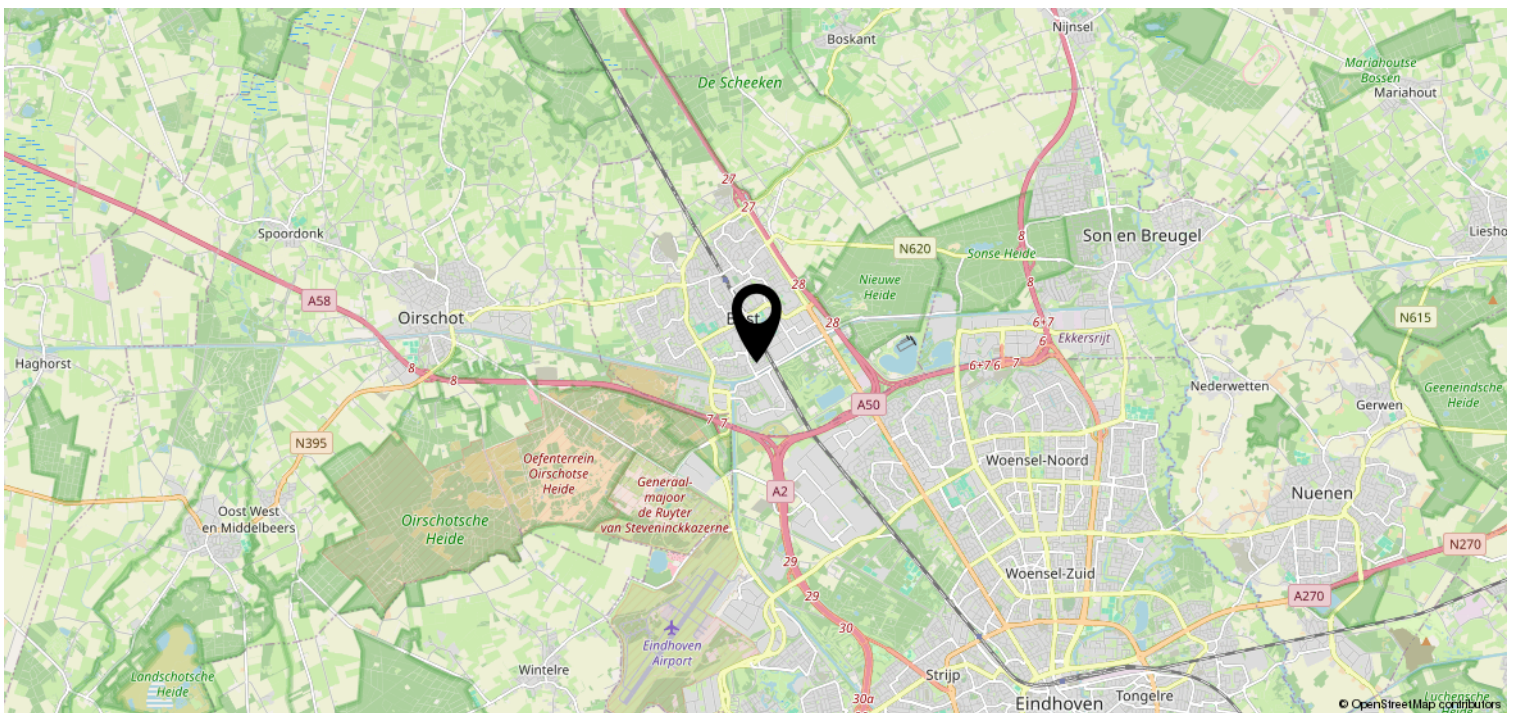 Nijnsel
Boskant
Mariahoutse
Bossen
Mariahout
De Scheeken
27
27
Spoordonk
Son en Breugel
Liesho
8
N620
Sonse Heide
Nieuwe
Heide
8
28
A58
Oirschot
28
6+7
N615
6
Ekkersrijt
Haghorst
8
8
6+7
6
7
Nederwetten
Geeneindsche
Heide
A50
Gerwen
7
7
N395
Oefenterrein
Oirschotse
Heide
Woensel-Noord
Generaal-
majoor
de Ruyter
van Steveninckkazerne
A2
Nuenen
Oost West
en Middelbeers
Oirschotsche
Heide
N270
29
Woensel-Zuid
29
A270
30
Eindhoven
Airport
Wintelre
Landschotsche
Heide
Strijp
30a
Eindhoven
Tongelre
Luchensche
© OpenStreetMap contributors